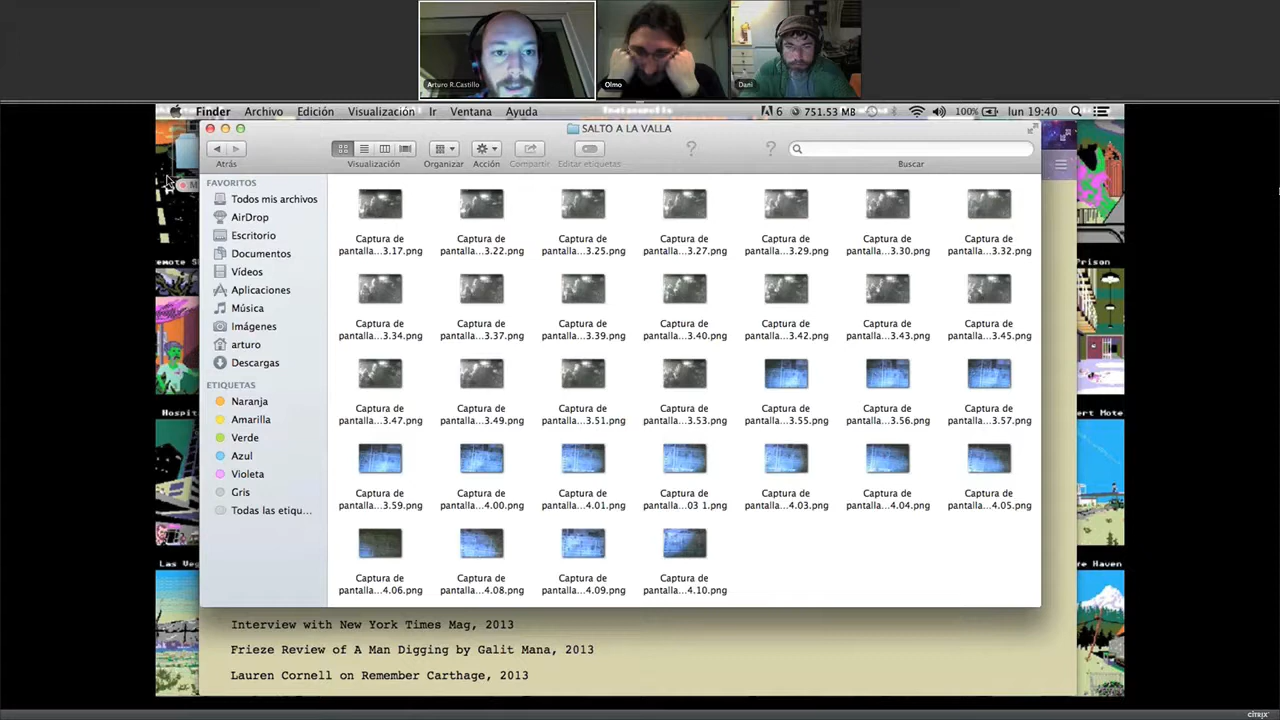 Arturo R.Castillo
Olmo
Dani
Finder Archivo Edición Visualización Ir Ventana Ayuda 6 751.53 MB 100% lun 19:40
SALTO A LA VALLA
Atrás Visualización Organizar Acción Compartir Editar etiquetas Buscar
FAVORITOS
Todos mis archivos
AirDrop
Escritorio
Documentos
Vídeos
Aplicaciones
Música
Imágenes
arturo
Descargas
ETIQUETAS
Naranja
Amarilla
Verde
Azul
Violeta
Gris
Todas las etiqu...
Captura de Captura de Captura de Captura de Captura de Captura de Captura de
pantalla...3.17.png pantalla...3.22.png pantalla...3.25.png pantalla...3.27.png pantalla...3.29.png pantalla...3.30.png pantalla...3.32.png
Captura de Captura de Captura de Captura de Captura de Captura de Captura de
pantalla...3.34.png pantalla...3.37.png pantalla...3.39.png pantalla...3.40.png pantalla...3.42.png pantalla...3.43.png pantalla...3.45.png
Captura de Captura de Captura de Captura de Captura de Captura de Captura de
pantalla...3.47.png pantalla...3.49.png pantalla...3.51.png pantalla...3.53.png pantalla...3.55.png pantalla...3.56.png pantalla...3.57.png
Captura de Captura de Captura de Captura de Captura de Captura de Captura de
pantalla...3.59.png pantalla...4.00.png pantalla...4.01.png pantalla...03 1.png pantalla...4.03.png pantalla...4.04.png pantalla...4.05.png
Captura de Captura de Captura de Captura de
pantalla...4.06.png pantalla...4.08.png pantalla...4.09.png pantalla...4.10.png
Prison
Hospit
ert Mote
Las Ve
re Haven
Interview with New York Times Mag, 2013
Frieze Review of A Man Digging by Galit Mana, 2013
Lauren Cornell on Remember Carthage, 2013
CITRIX